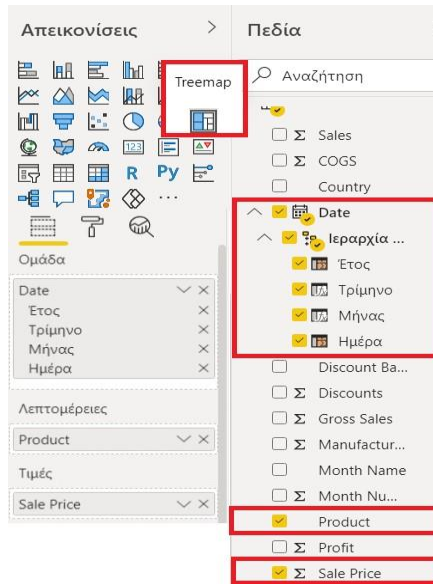 Απεικονίσεις
Treemap
123
R
Py
Ομάδα
Date
Έτος
Τρίμηνο
Μήνας
Ημέρα
Λεπτομέρειες
Product
Τιμές
Sale Price
Πεδία
Αναζήτηση
Σ Sales
Σ COGS
Country
Date
Ιεραρχία ...
Έτος
Τρίμηνο
Μήνας
Ημέρα
Discount Ba...
Σ Discounts
Σ Gross Sales
Σ Manufactur...
Month Name
Σ Month Nu...
Product
Σ Profit
Σ Sale Price